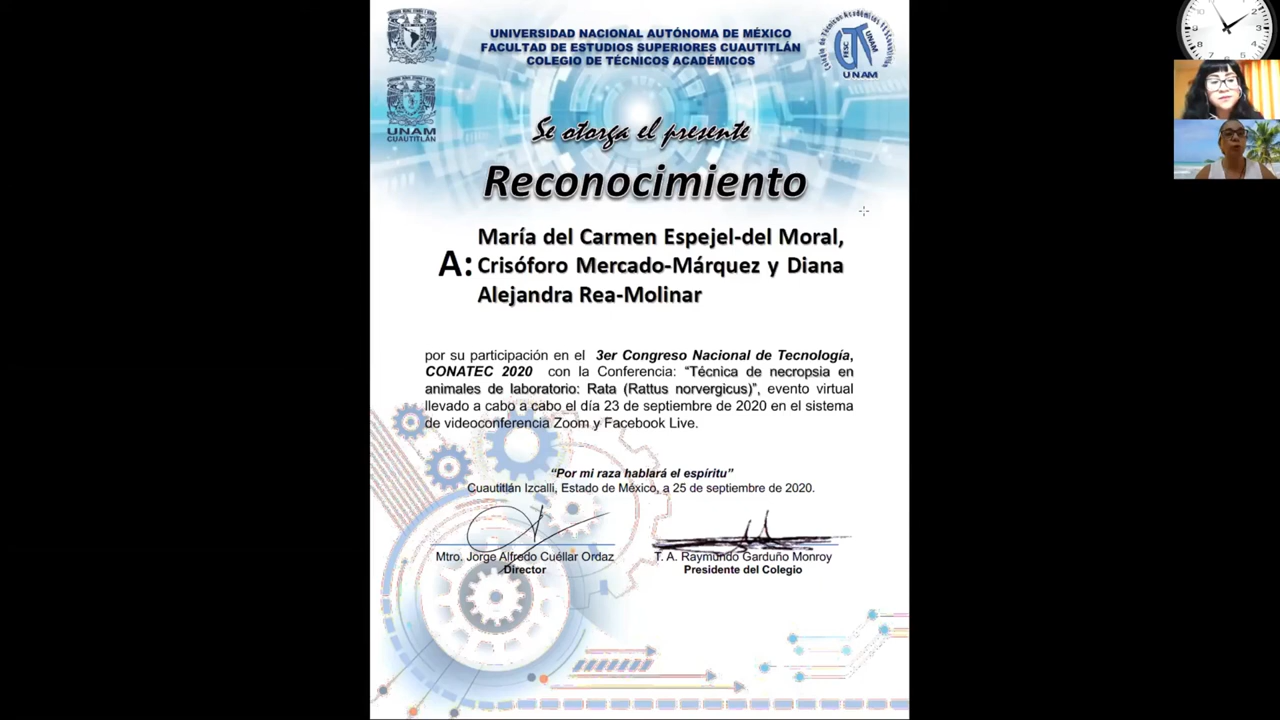 UNIVERSIDAD NACIONAL AUTÓNOMA DE MÉXICO
FACULTAD DE ESTUDIOS SUPERIORES CUAUTITLÁN
COLEGIO DE TÉCNICOS ACADÉMICOS
UNAM
CUAUTITLÁN
FESC
UNAM
UNAM
Se otorga el presente
Reconocimiento
A:
María del Carmen Espejel-del Moral,
Crisóforo Mercado-Márquez y Diana
Alejandra Rea-Molinar
por su participación en el 3er Congreso Nacional de Tecnología,
CONATEC 2020 con la Conferencia: “Técnica de necropsia en
animales de laboratorio: Rata (Rattus norvergicus)”, evento virtual
llevado a cabo a cabo el día 23 de septiembre de 2020 en el sistema
de videoconferencia Zoom y Facebook Live.
“Por mi raza hablará el espíritu”
Cuautitlán Izcalli, Estado de México, a 25 de septiembre de 2020.
Mtro. Jorge Alfredo Cuéllar Ordaz
Director
T. A. Raymundo Garduño Monroy
Presidente del Colegio